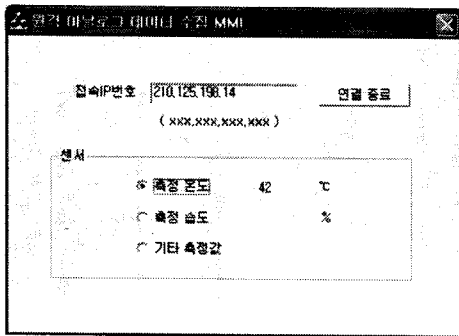 원격 아날로그 데이터 수집 MMI
접속IP번호 210,125,198,14 연결 종료
( xxx,xxx,xxx,xxx )
센서
측정 온도 42 ℃
측정 습도 %
기타 측정값